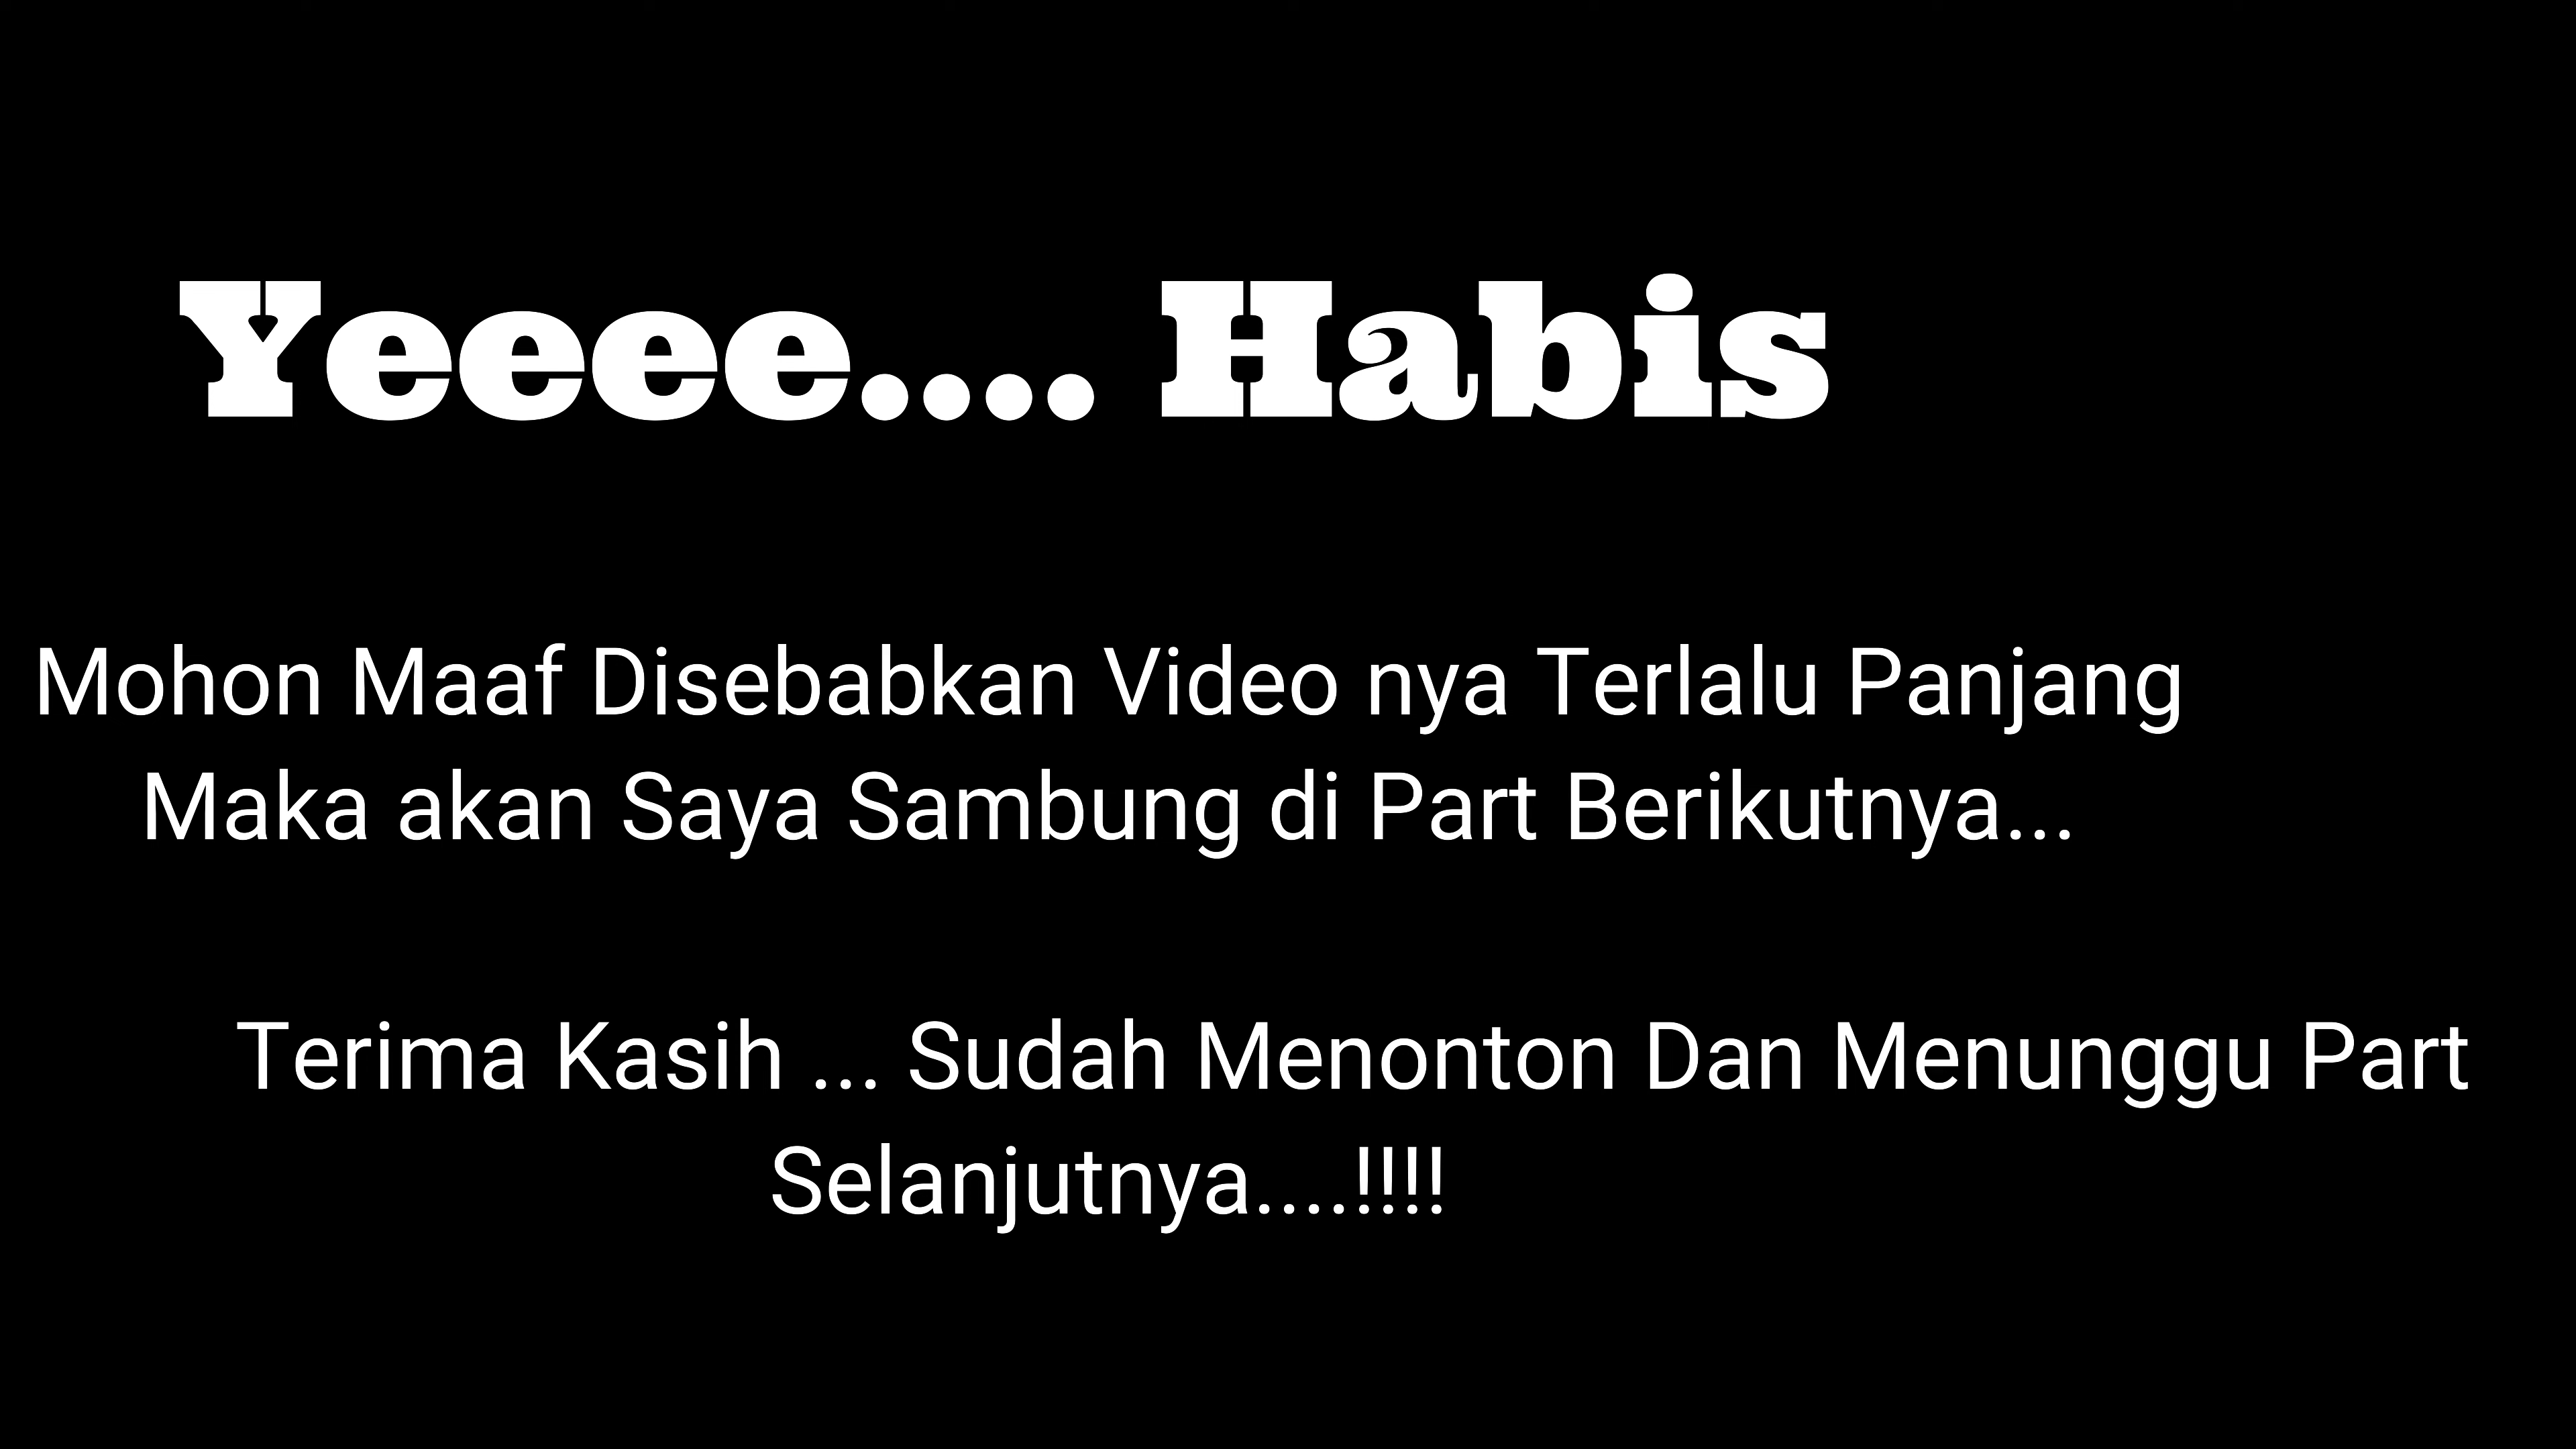 Yeeee.... Habis
Mohon Maaf Disebabkan Video nya Terlalu Panjang
Maka akan Saya Sambung di Part Berikutnya...
Terima Kasih ... Sudah Menonton Dan Menunggu Part
Selanjutnya....!!!!